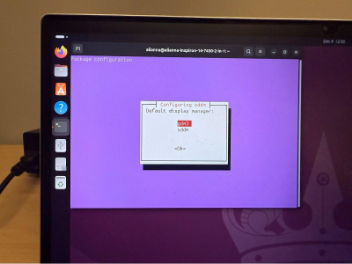 Package configuration
Configuring sddm
Default display manager:
gdm3
sddm
<Ok>